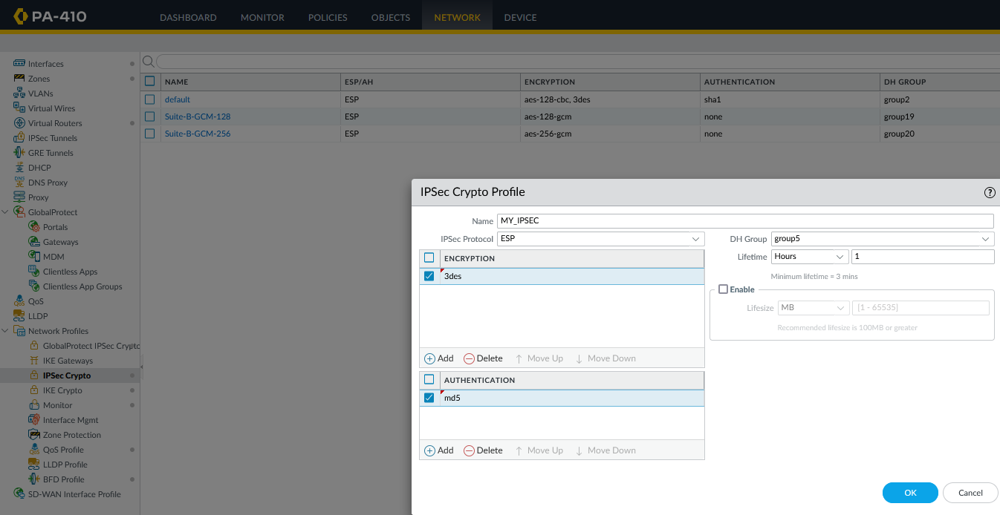 PA-410
DASHBOARD MONITOR POLICIES OBJECTS NETWORK DEVICE
Interfaces
Zones
VLANs
Virtual Wires
Virtual Routers
IPSec Tunnels
GRE Tunnels
DHCP
DNS DNS Proxy
Proxy
GlobalProtect
Portals
Gateways
MDM
Clientless Apps
Clientless App Groups
QoS
LLDP
Network Profiles
GlobalProtect IPSec Crypto
IKE Gateways
IPSec Crypto
IKE Crypto
Monitor
Interface Mgmt
Zone Protection
QoS Profile
LLDP Profile
BFD Profile
SD-WAN Interface Profile
NAME ESP/AH ENCRYPTION AUTHENTICATION DH GROUP
default ESP aes-128-cbc, 3des sha1 group2
Suite-B-GCM-128 ESP aes-128-gcm none group19
Suite-B-GCM-256 ESP aes-256-gcm none group20
IPSec Crypto Profile ?
Name MY_IPSEC
IPSec Protocol ESP DH Group group5
Lifetime Hours 1
Minimum lifetime = 3 mins
Enable
Lifesize MB [1 - 65535]
Recommended lifesize is 100MB or greater
ENCRYPTION
3des
Add Delete Move Up Move Down
AUTHENTICATION
md5
Add Delete Move Up Move Down
OK Cancel